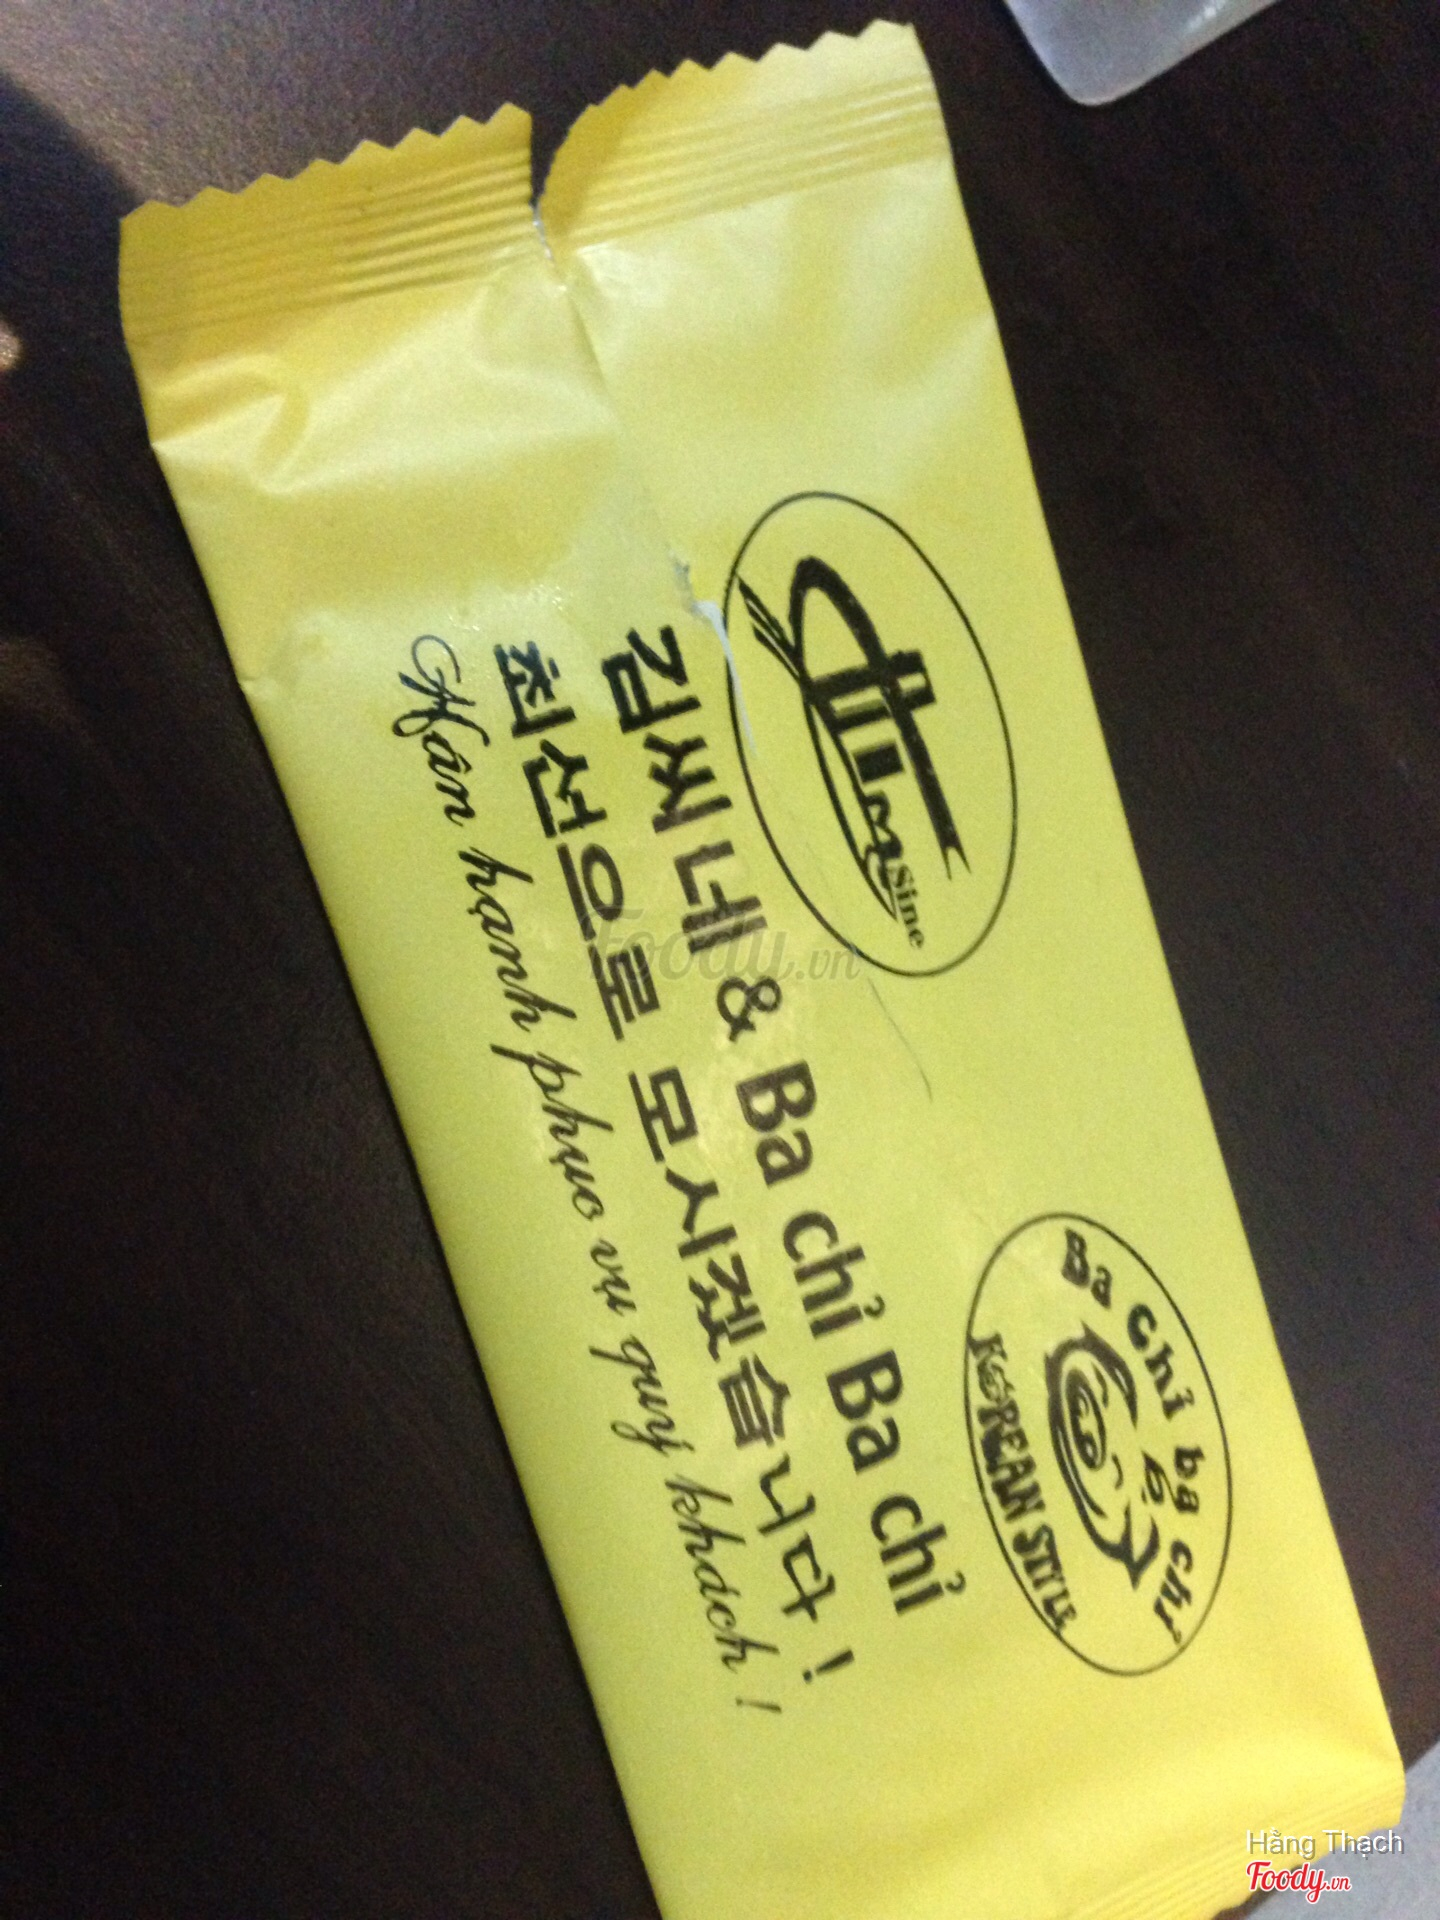 Sine
Ba chỉ Ba chỉ
KOREAN STYLE
김씨네 & Ba chỉ Ba chỉ
최선으로 모시겠습니다 !
Hân hạnh phục vụ quý khách !
Foody.vn
Hằng Thạch
Foody.vn